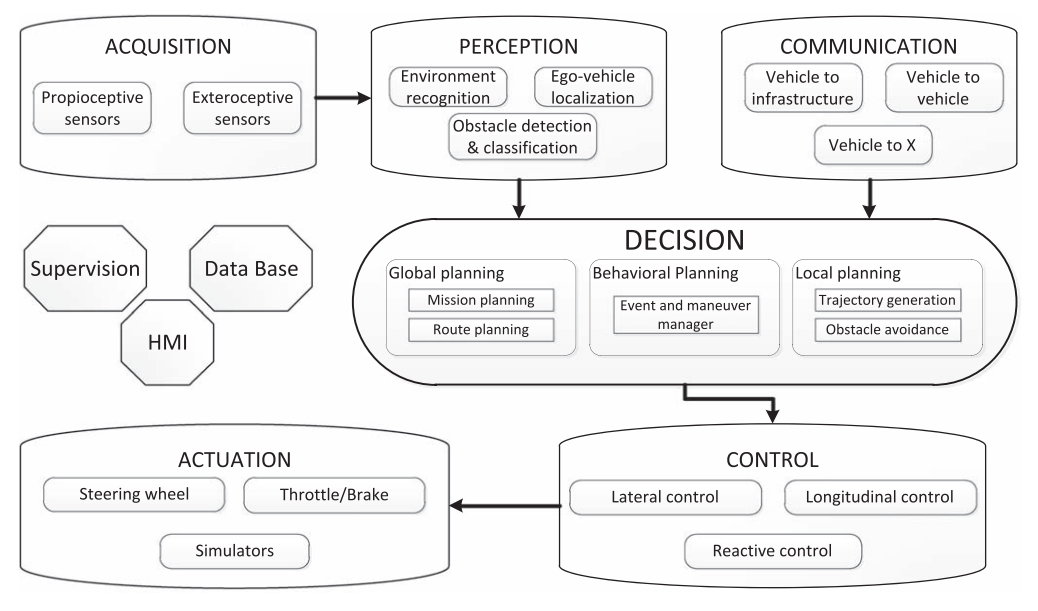 ACQUISITION
Propioceptive
sensors
Exteroceptive
sensors
PERCEPTION
Environment
recognition
Ego-vehicle
localization
Obstacle detection
& classification
COMMUNICATION
Vehicle to
infrastructure
Vehicle to
vehicle
Vehicle to X
Supervision
Data Base
HMI
DECISION
Global planning
Mission planning
Route planning
Behavioral Planning
Event and maneuver
manager
Local planning
Trajectory generation
Obstacle avoidance
ACTUATION
Steering wheel
Throttle/Brake
Simulators
CONTROL
Lateral control
Longitudinal control
Reactive control